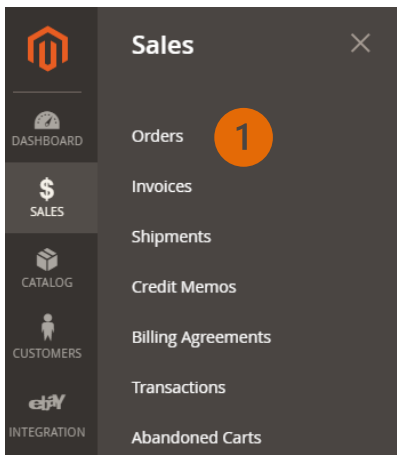 Sales
Orders
1
Invoices
Shipments
Credit Memos
Billing Agreements
Transactions
Abandoned Carts
DASHBOARD
$
SALES
CATALOG
CUSTOMERS
ebay
INTEGRATION